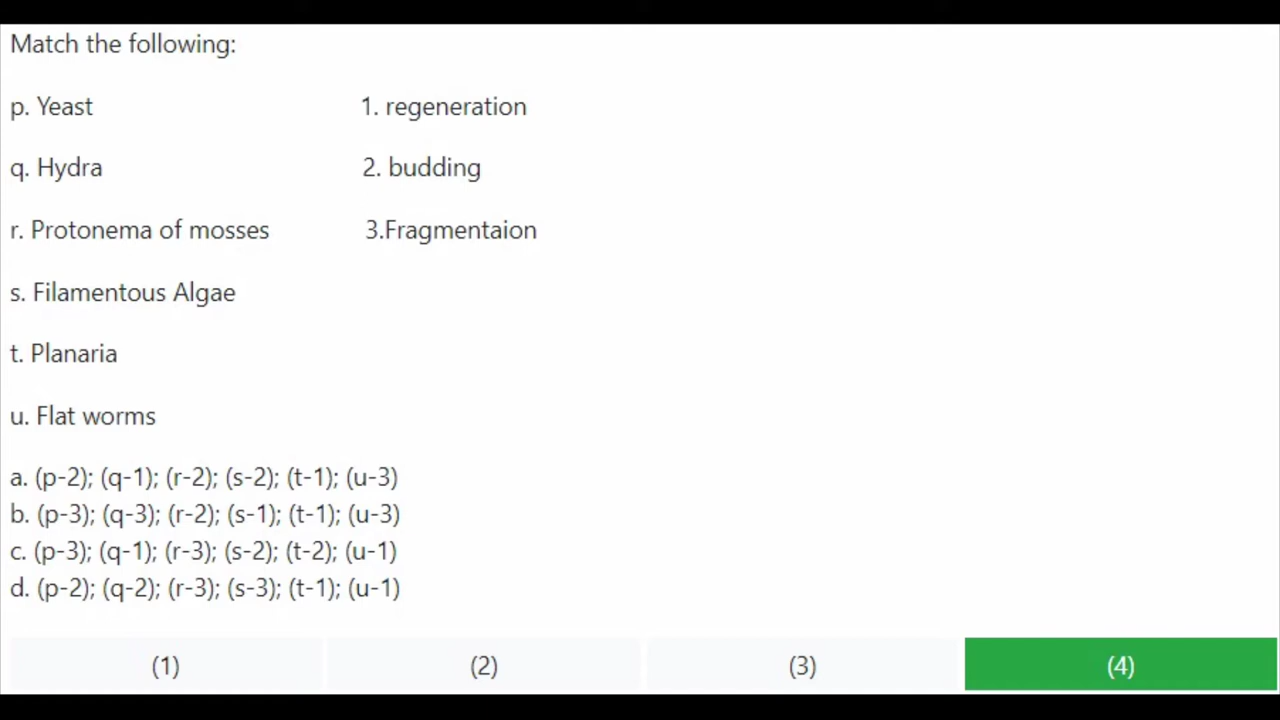 Match the following:
p. Yeast 1. regeneration
q. Hydra 2. budding
r. Protonema of mosses 3.Fragmentaion
s. Filamentous Algae
t. Planaria
u. Flat worms
a. (p-2); (q-1); (r-2); (s-2); (t-1); (u-3)
b. (p-3); (q-3); (r-2); (s-1); (t-1); (u-3)
c. (p-3); (q-1); (r-3); (s-2); (t-2); (u-1)
d. (p-2); (q-2); (r-3); (s-3); (t-1); (u-1)
(1) (2) (3) (4)